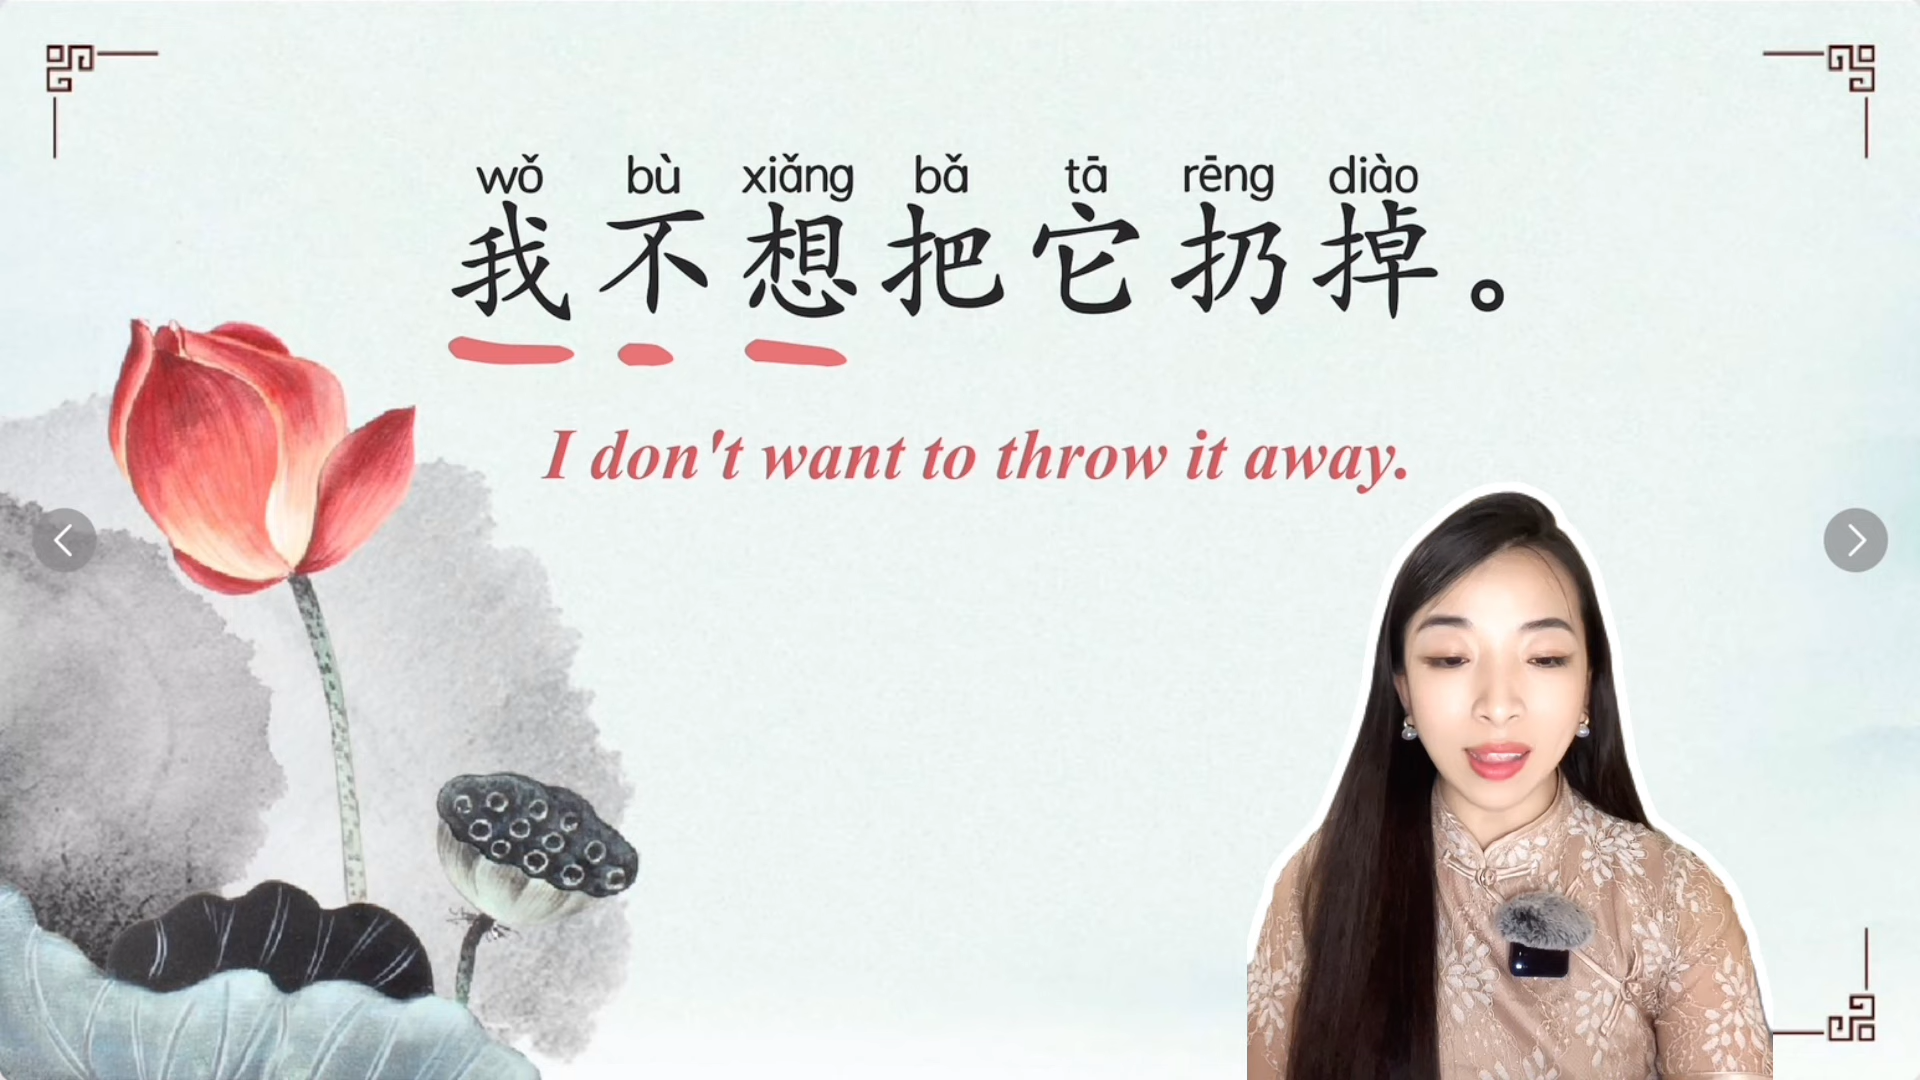 wǒ bù xiǎng bǎ tā rēng diào
我不想把它扔掉。
I don't want to throw it away.